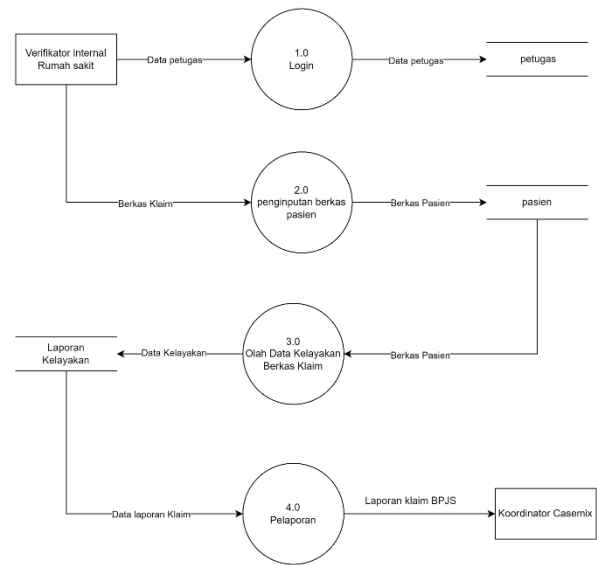 Verifikator internal
Rumah sakit
Data petugas
1.0
Login
Data petugas
petugas
Berkas Klaim
2.0
penginputan berkas
pasien
Berkas Pasien
pasien
Laporan
Kelayakan
Data Kelayakan
3.0
Olah Data Kelayakan
Berkas Klaim
Berkas Pasien
Data laporan Klaim
4.0
Pelaporan
Laporan klaim BPJS
Koordinator Casemix